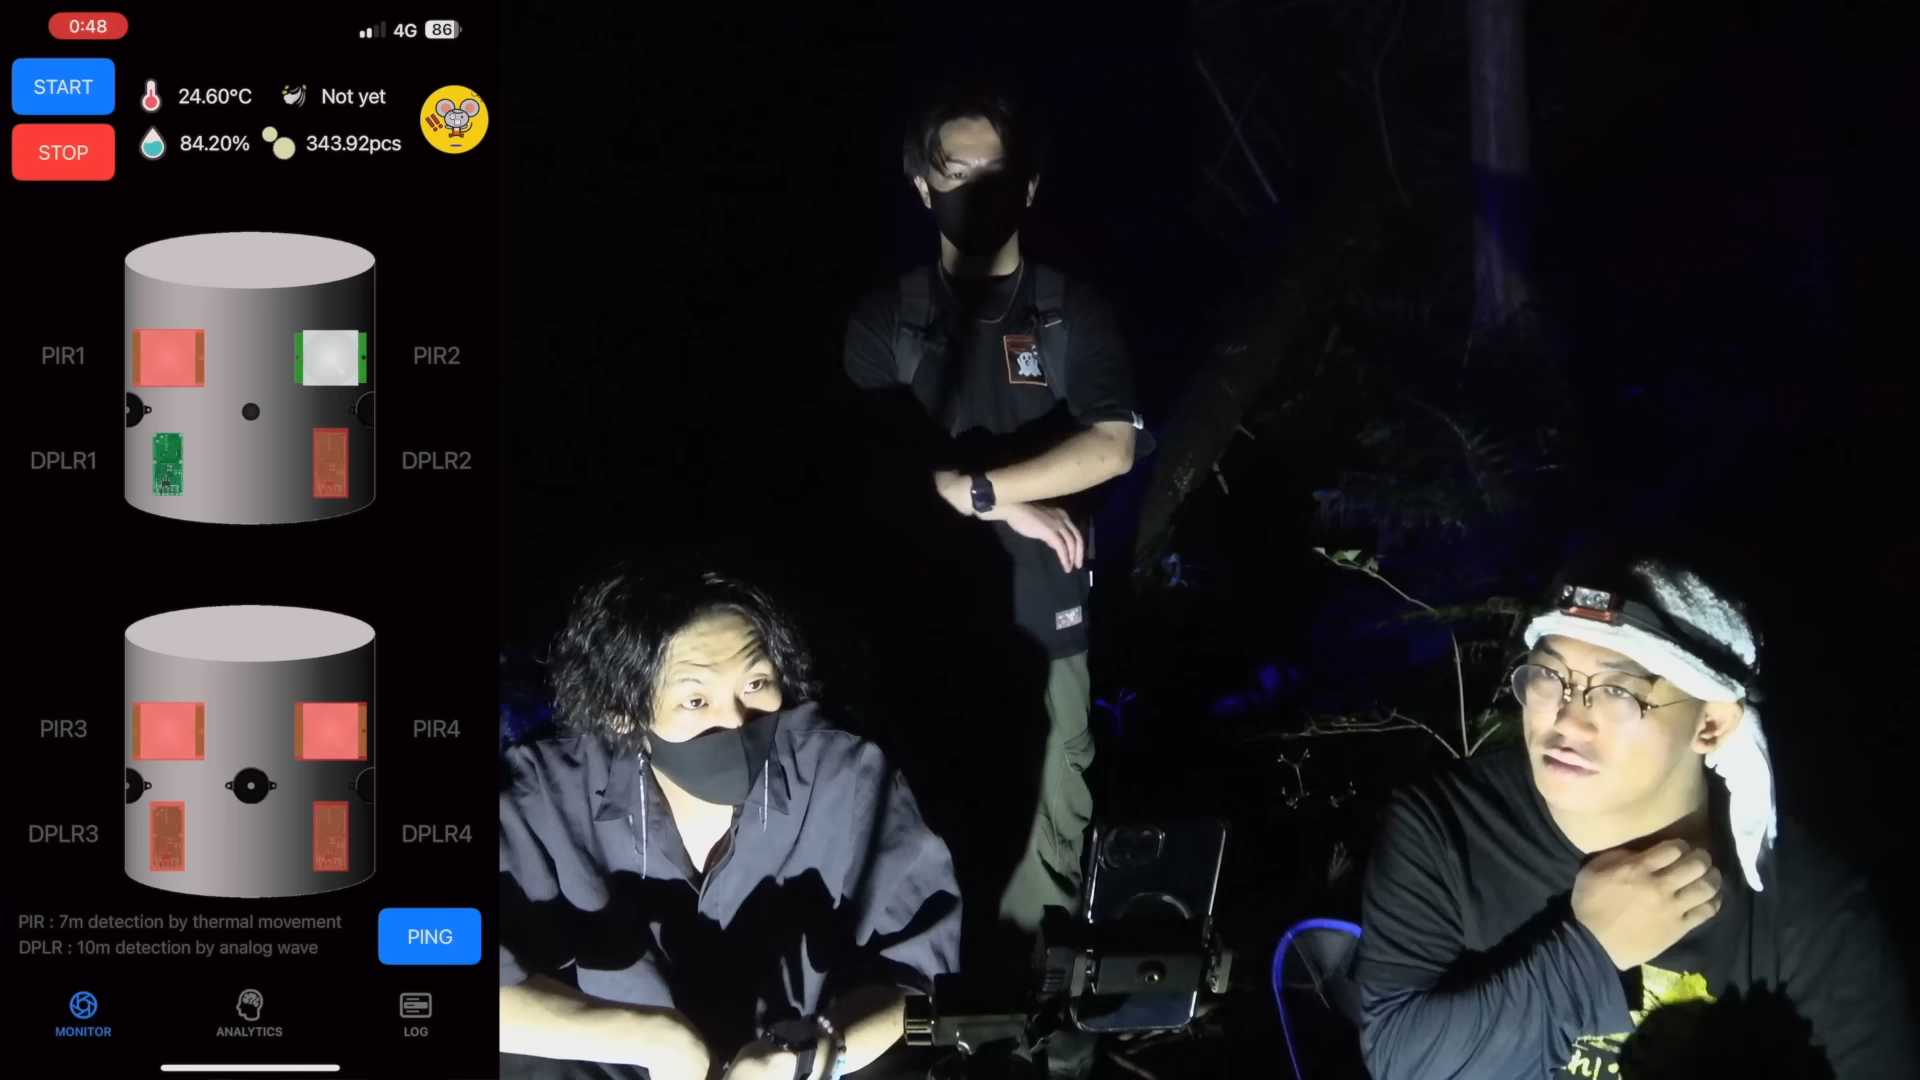 0:48
4G 86
START
24.60°C
Not yet
STOP
84.20%
343.92pcs
PIR1
PIR2
DPLR1
DPLR2
PIR3
PIR4
DPLR3
DPLR4
PIR : 7m detection by thermal movement
DPLR : 10m detection by analog wave
PING
MONITOR
ANALYTICS
LOG